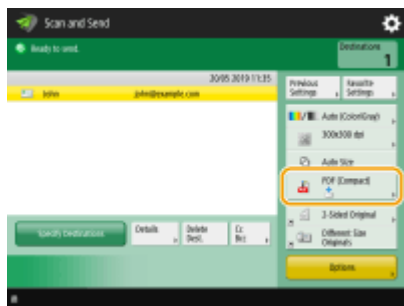 Scan and Send
Ready to send.
Destinations
1
20/05 2019 11:35
John john@example.com
Previous Settings
Favorite Settings
Auto (Color/Gray)
300x300 dpi
Auto Size
PDF (Compact)
2-Sided Original
Different Size Originals
Specify Destinations
Details
Delete Dest.
Cc Bcc
Options